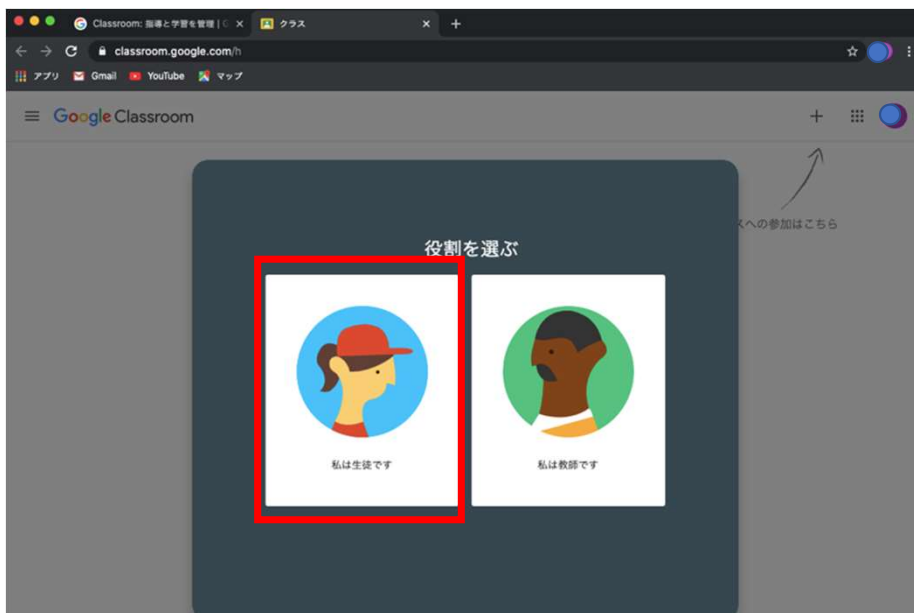 Classroom: 指導と学習を管理 | G
クラス
classroom.google.com/h
アプリ Gmail YouTube マップ
Google Classroom
スへの参加はこちら
役割を選ぶ
私は生徒です 私は教師です